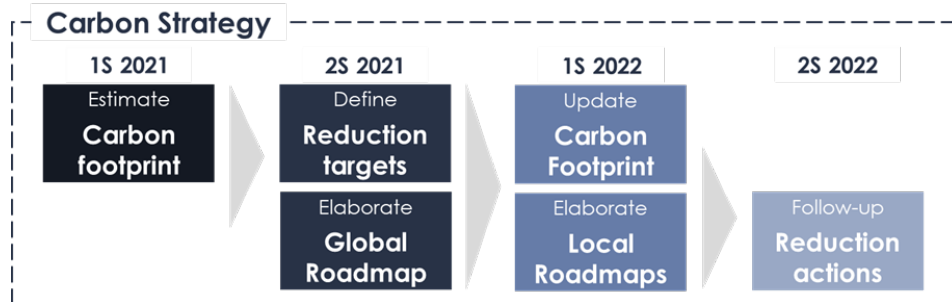 Carbon Strategy
1S 2021
Estimate
Carbon
footprint
2S 2021
Define
Reduction
targets
Elaborate
Global
Roadmap
1S 2022
Update
Carbon
Footprint
Elaborate
Local
Roadmaps
2S 2022
Follow-up
Reduction
actions